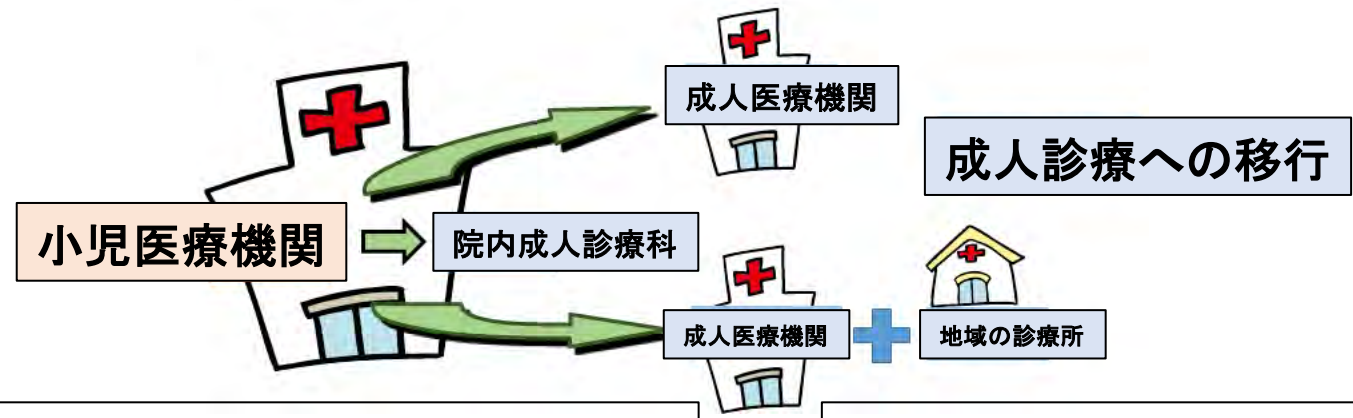 成人医療機関
成人診療への移行
小児医療機関
院内成人診療科
成人医療機関
地域の診療所